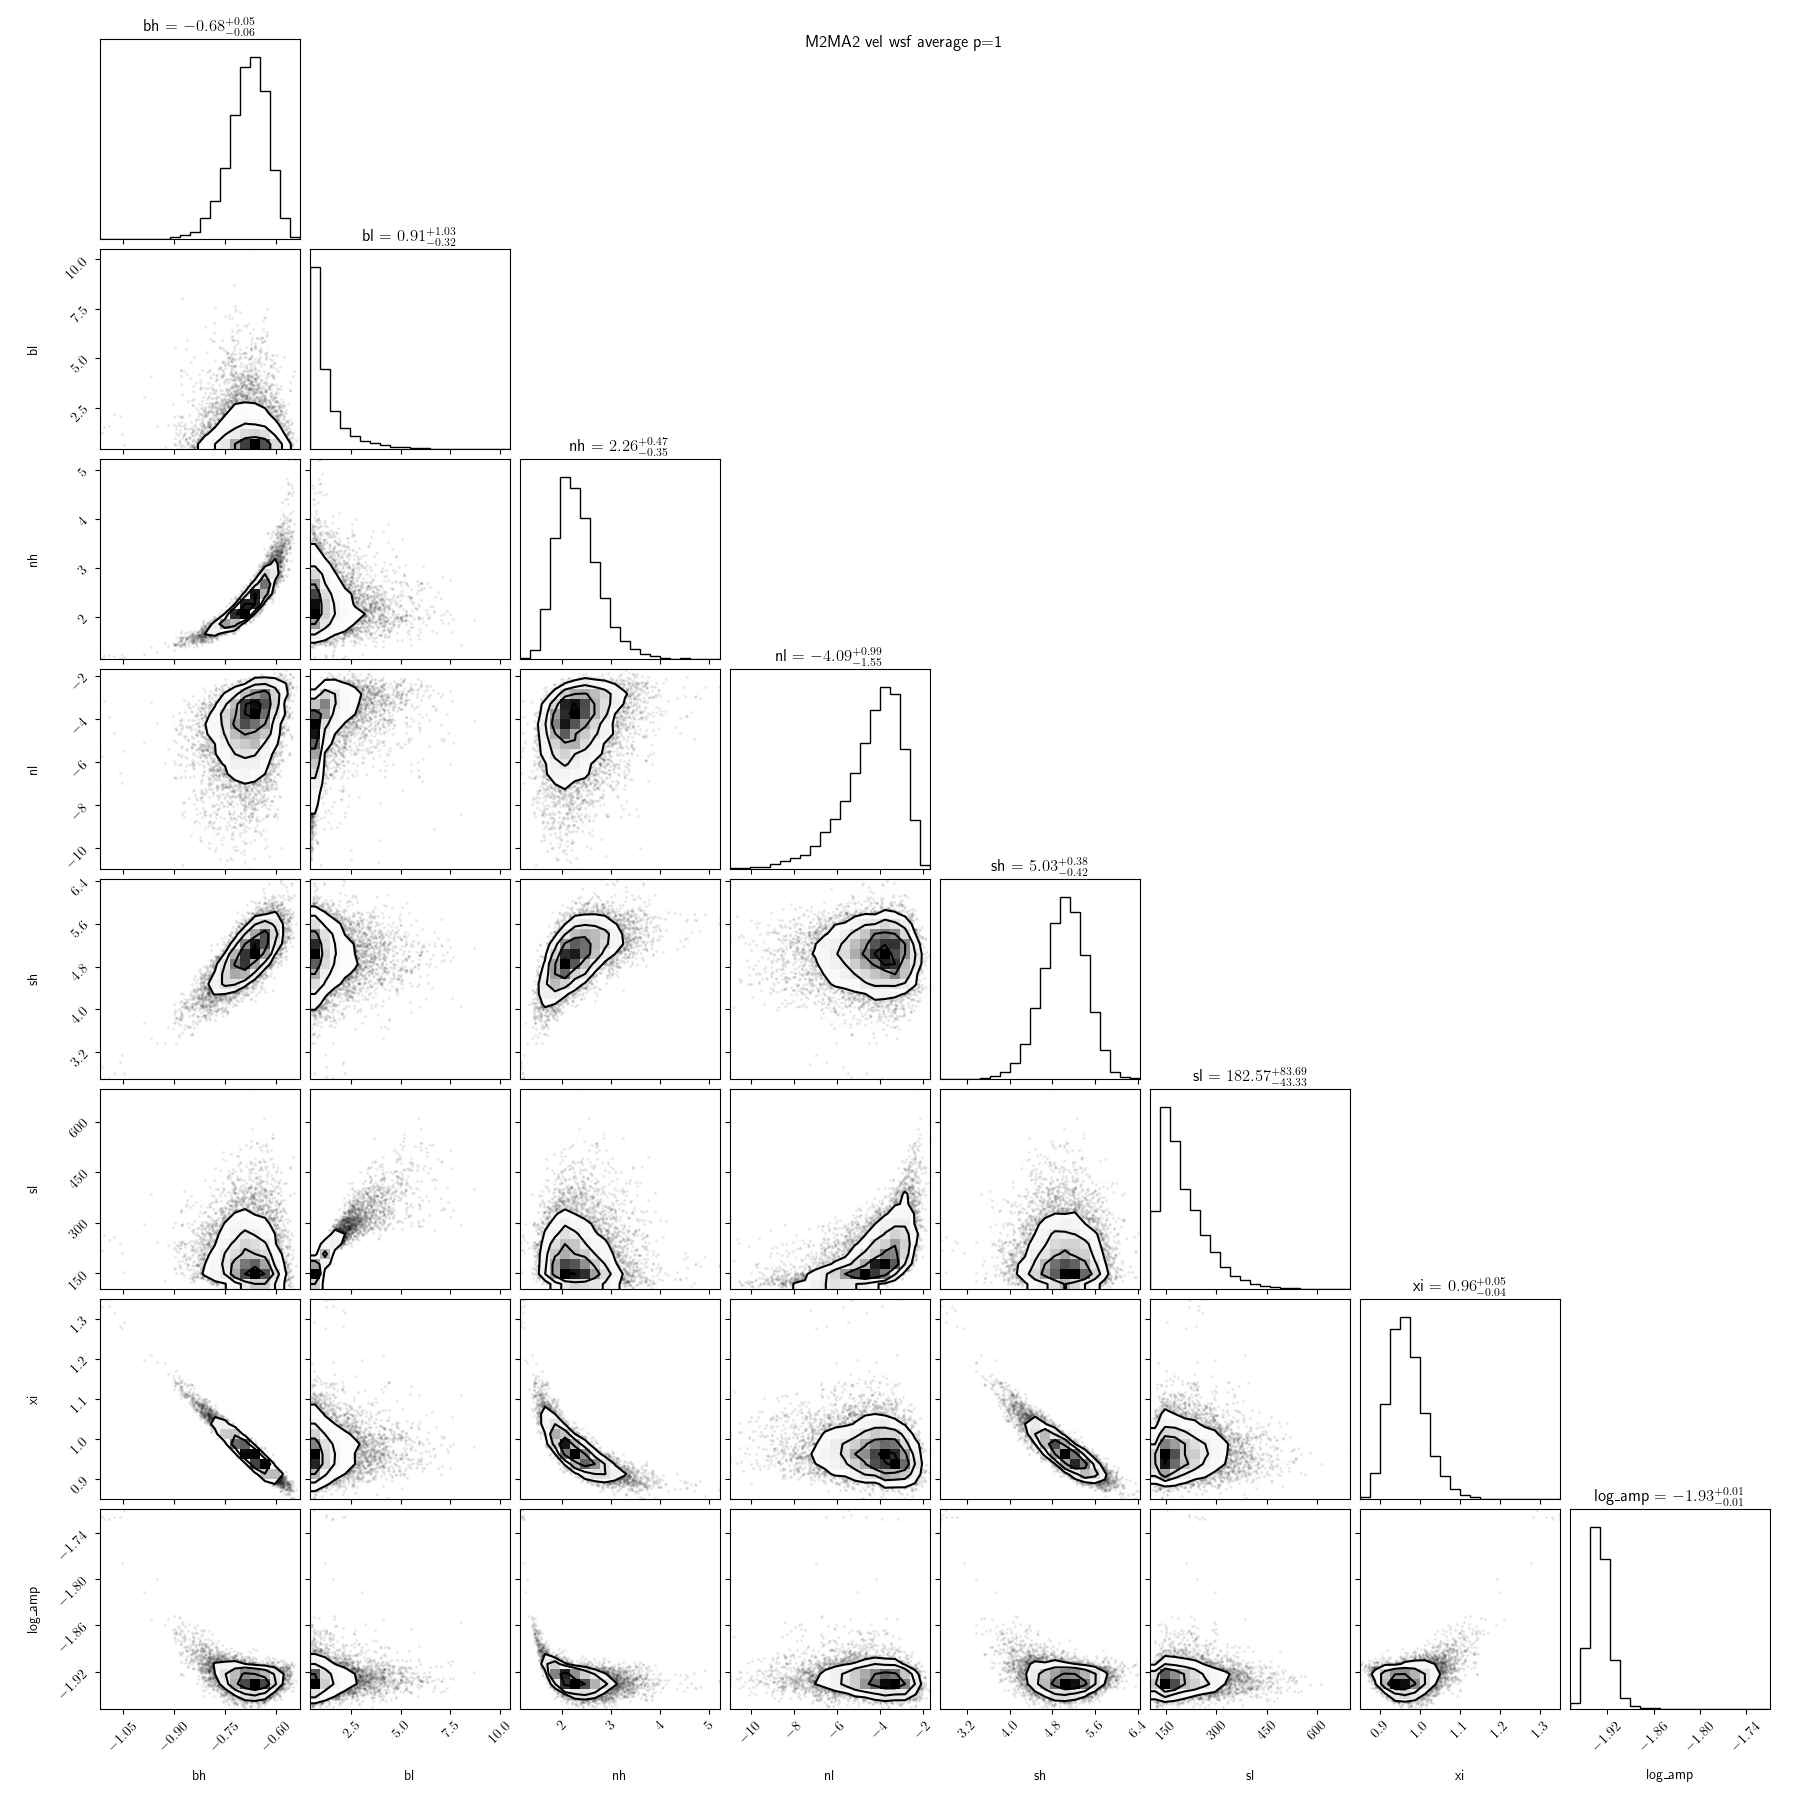 bh = −0.68+0.05 −0.06
M2MA2 vel wsf average p=1
bl = 0.91+1.03 −0.32
10.0
7.5
5.0
2.5
bl
nh = 2.26+0.47 −0.35
5
4
3
2
nh
nl = −4.09+0.99 −1.55
−2
−4
−6
−8
−10
nl
sh = 5.03+0.38 −0.42
6.4
5.6
4.8
4.0
3.2
sh
sl = 182.57+83.69 −43.33
600
450
300
150
sl
xi = 0.96+0.05 −0.04
1.3
1.2
1.1
1.0
0.9
xi
log_amp = −1.93+0.01 −0.01
−1.74
−1.80
−1.86
−1.92
log_amp
−1.05 −0.90 −0.75 −0.60 2.5 5.0 7.5 10.0 2 3 4 5 −10 −8 −6 −4 −2 3.2 4.0 4.8 5.6 6.4 150 300 450 600 0.9 1.0 1.1 1.2 1.3 −1.92 −1.86 −1.80 −1.74
bh bl nh nl sh sl xi log_amp